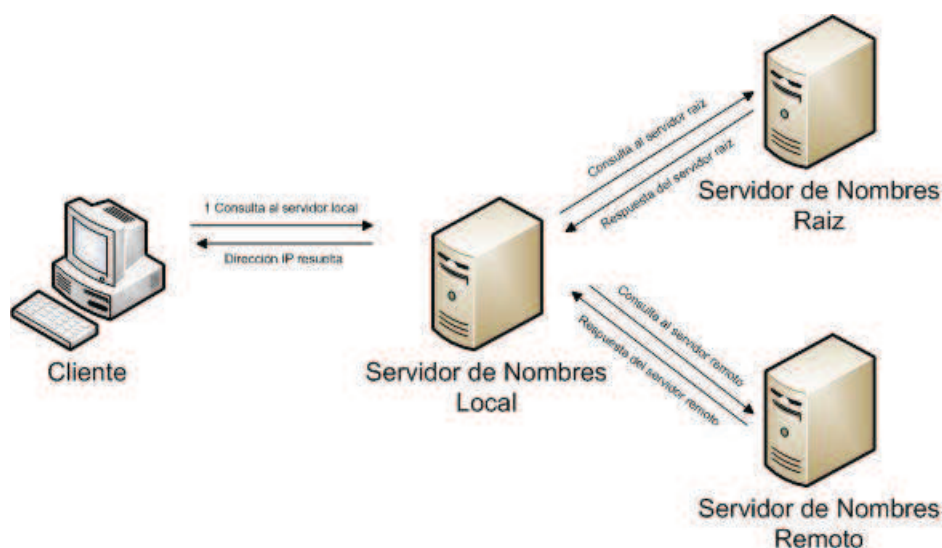 Consulta al servidor raiz
Respuesta del servidor raiz
Servidor de Nombres
Raiz
1 Consulta al servidor local
Dirección IP resuelta
Cliente
Servidor de Nombres
Local
Consulta al servidor remoto
Respuesta del servidor remoto
Servidor de Nombres
Remoto